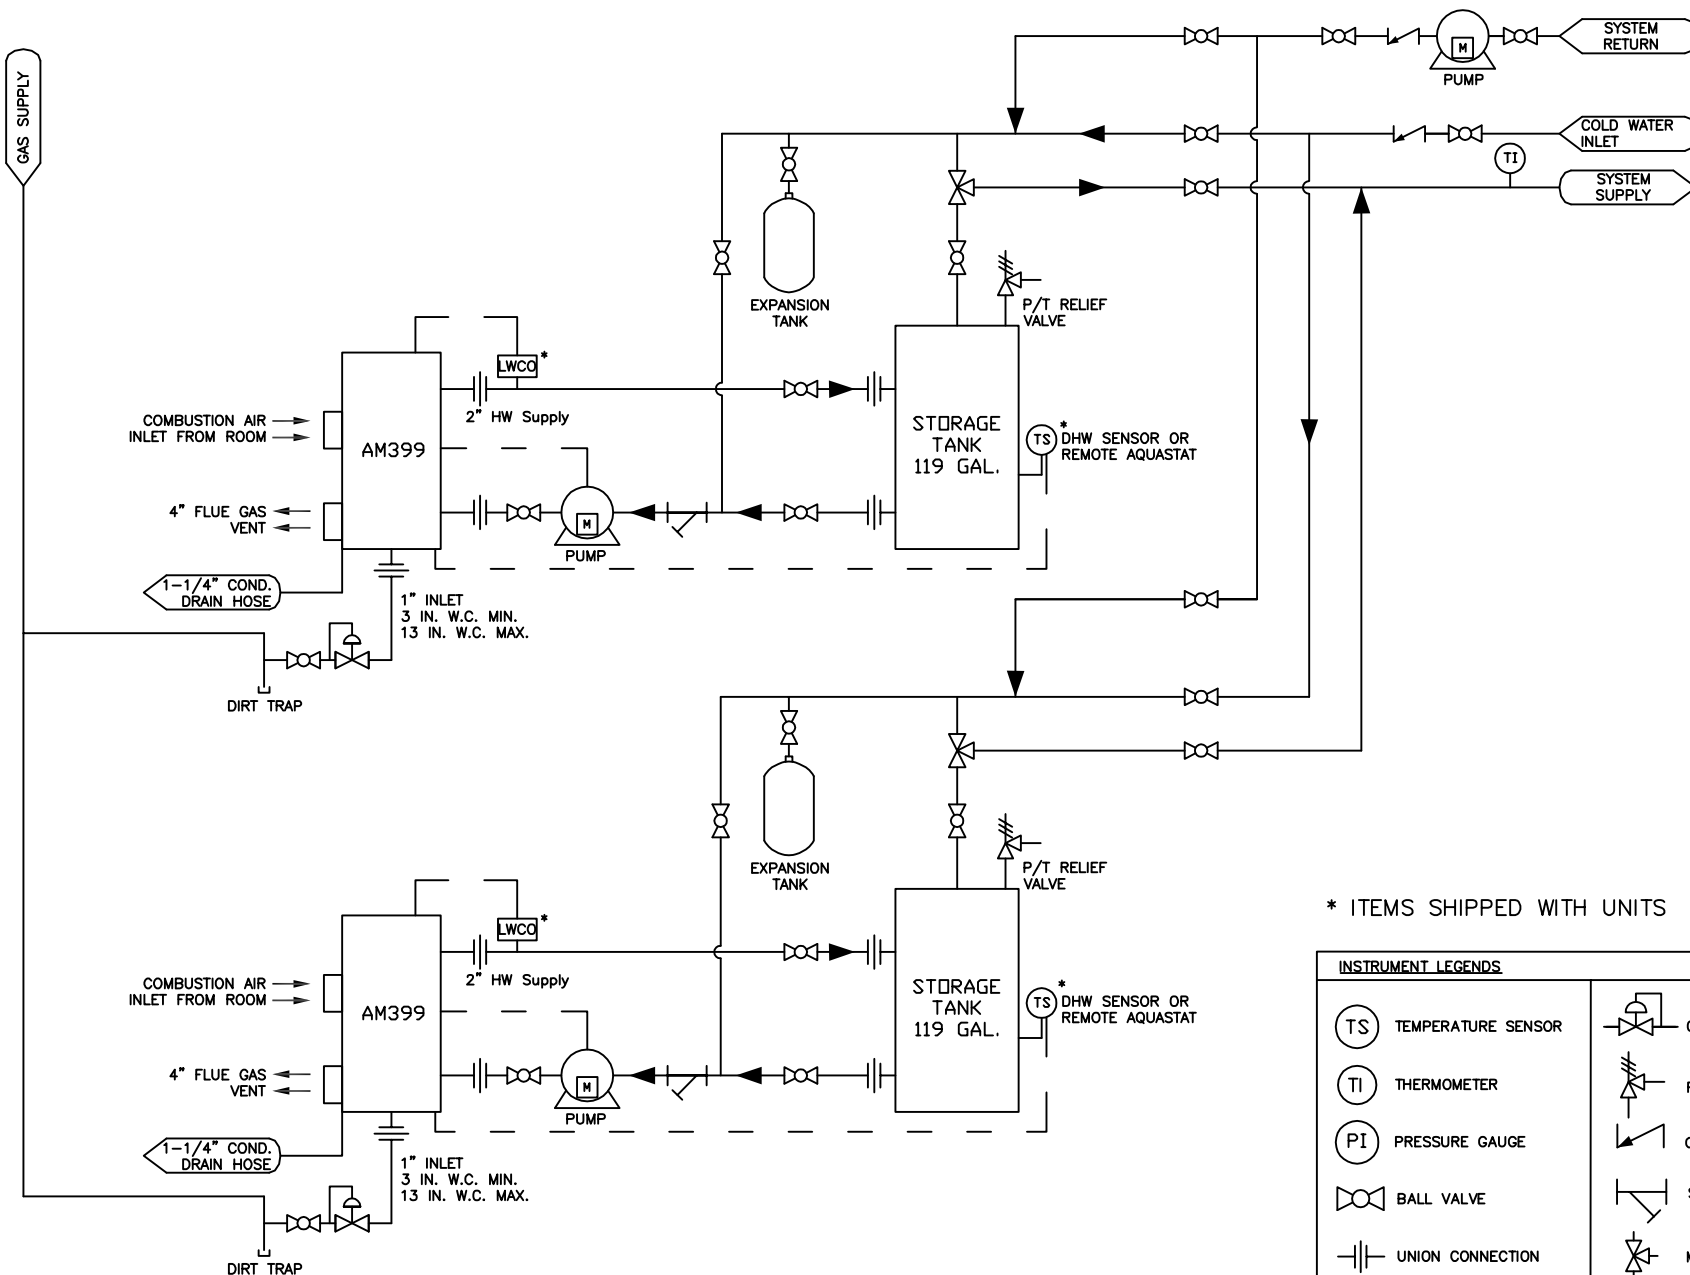 GAS SUPPLY
SYSTEM
RETURN
M
PUMP
COLD WATER
INLET
TI
SYSTEM
SUPPLY
EXPANSION
TANK
P/T RELIEF
VALVE
LWCO *
2" HW Supply
COMBUSTION AIR
INLET FROM ROOM
AM399
STORAGE
TANK
119 GAL.
TS *
DHW SENSOR OR
REMOTE AQUASTAT
4" FLUE GAS
VENT
M
PUMP
1-1/4" COND.
DRAIN HOSE
1" INLET
3 IN. W.C. MIN.
13 IN. W.C. MAX.
DIRT TRAP
EXPANSION
TANK
P/T RELIEF
VALVE
LWCO *
2" HW Supply
COMBUSTION AIR
INLET FROM ROOM
AM399
STORAGE
TANK
119 GAL.
TS *
DHW SENSOR OR
REMOTE AQUASTAT
4" FLUE GAS
VENT
M
PUMP
1-1/4" COND.
DRAIN HOSE
1" INLET
3 IN. W.C. MIN.
13 IN. W.C. MAX.
DIRT TRAP
* ITEMS SHIPPED WITH UNITS
INSTRUMENT LEGENDS
TS TEMPERATURE SENSOR
TI THERMOMETER
PI PRESSURE GAUGE
BALL VALVE
UNION CONNECTION